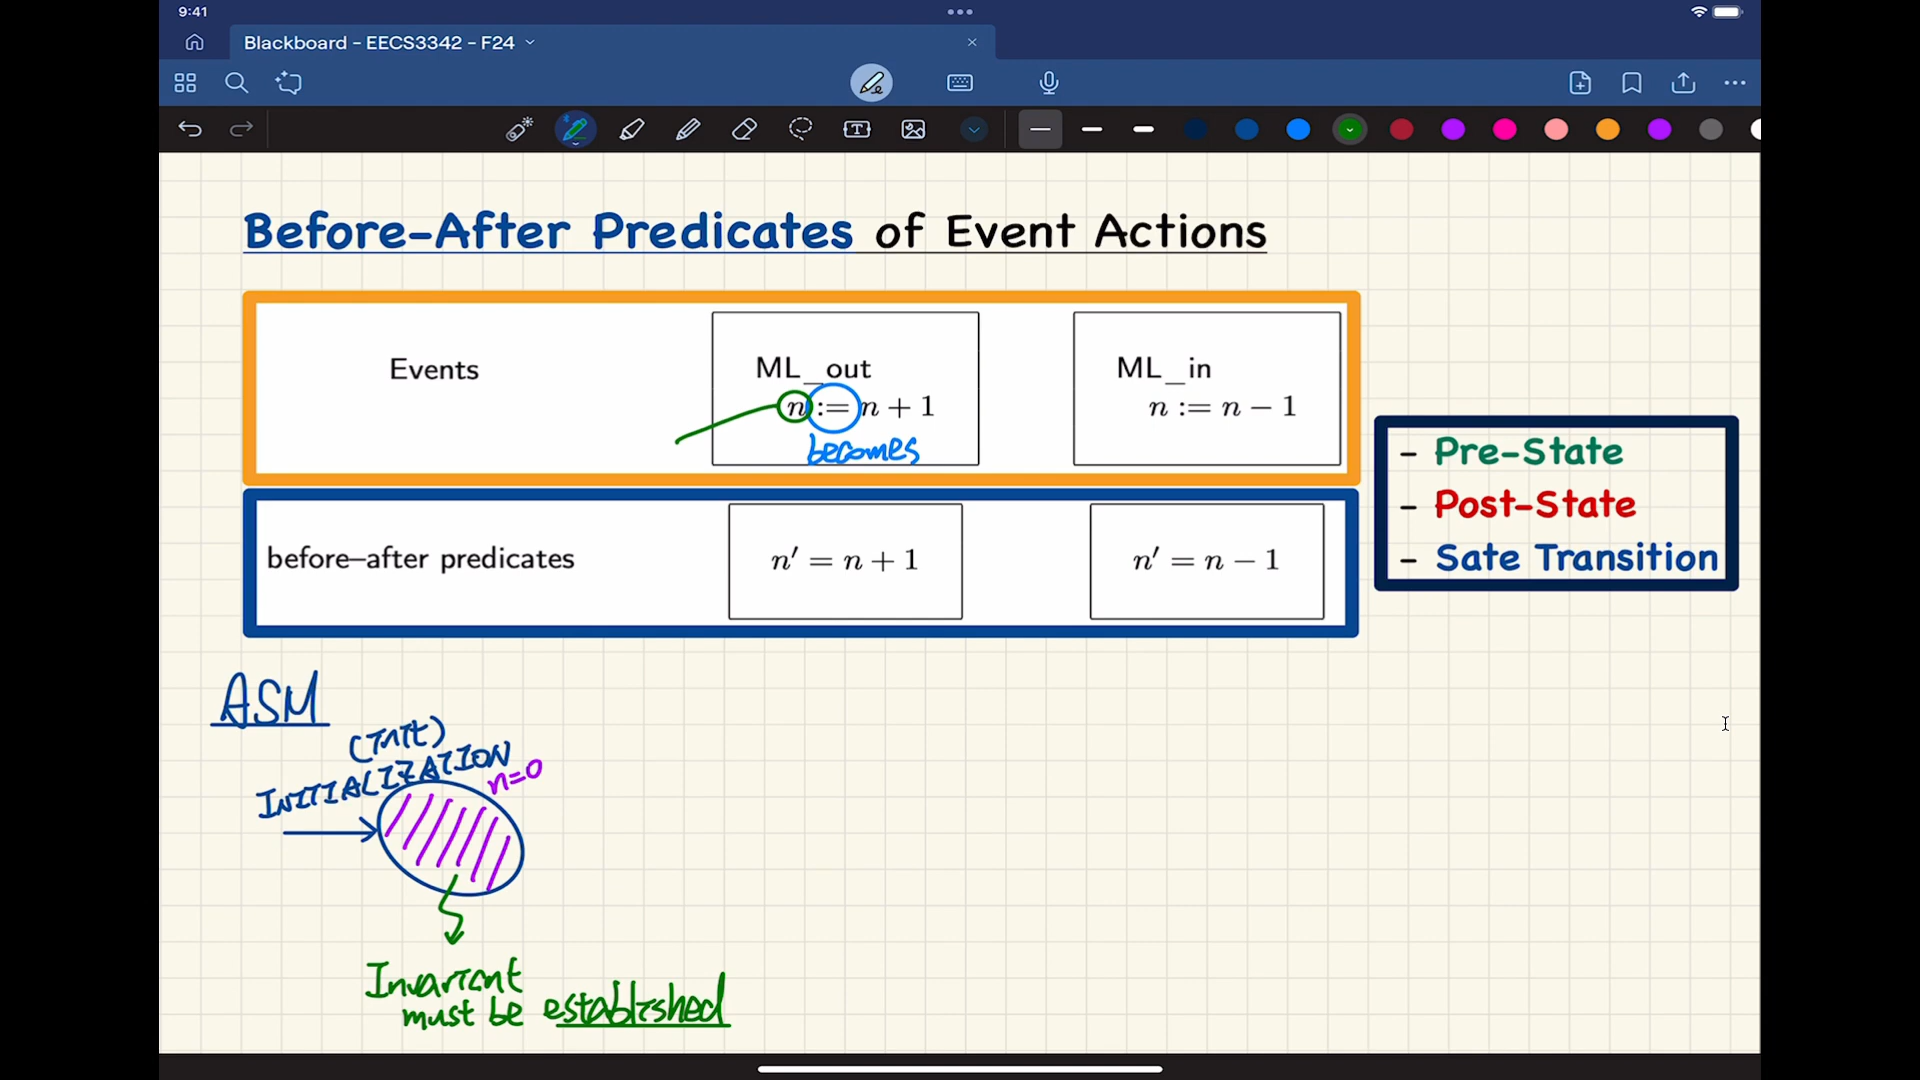 9:41
Blackboard - EECS3342 - F24
Before-After Predicates of Event Actions
Events
ML_out
n := n + 1
becomes
ML_in
n := n − 1
- Pre-State
- Post-State
- Sate Transition
before–after predicates
n′ = n + 1
n′ = n − 1
ASM
(Init)
INITIALIZATION
n=0
Invariant
must be established